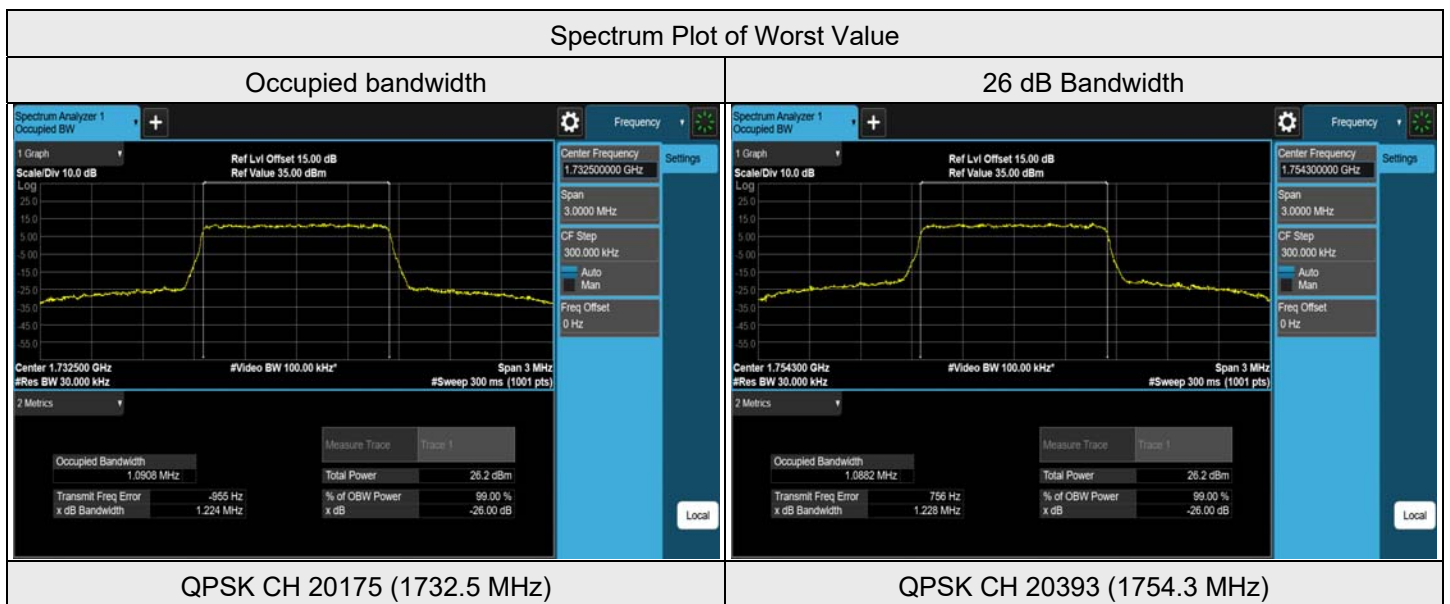 Spectrum Plot of Worst Value
Occupied bandwidth
26 dB Bandwidth
Spectrum Analyzer 1
Occupied BW
+
Frequency
1 Graph
Scale/Div 10.0 dB
Ref Lvl Offset 15.00 dB
Ref Value 35.00 dBm
Log
25.0
15.0
5.00
-5.00
-15.0
-25.0
-35.0
-45.0
-55.0
Center 1.732500 GHz
#Video BW 100.00 kHz*
Span 3 MHz
#Res BW 30.000 kHz
#Sweep 300 ms (1001 pts)
Center Frequency
1.732500000 GHz
Settings
Span
3.0000 MHz
CF Step
300.000 kHz
Auto
Man
Freq Offset
0 Hz
2 Metrics
Measure Trace Trace 1
Occupied Bandwidth
1.0908 MHz
Total Power 26.2 dBm
Transmit Freq Error -955 Hz
% of OBW Power 99.00 %
x dB Bandwidth 1.224 MHz
x dB -26.00 dB
Local
Spectrum Analyzer 1
Occupied BW
+
Frequency
1 Graph
Scale/Div 10.0 dB
Ref Lvl Offset 15.00 dB
Ref Value 35.00 dBm
Log
25.0
15.0
5.00
-5.00
-15.0
-25.0
-35.0
-45.0
-55.0
Center 1.754300 GHz
#Video BW 100.00 kHz*
Span 3 MHz
#Res BW 30.000 kHz
#Sweep 300 ms (1001 pts)
Center Frequency
1.754300000 GHz
Settings
Span
3.0000 MHz
CF Step
300.000 kHz
Auto
Man
Freq Offset
0 Hz
2 Metrics
Measure Trace Trace 1
Occupied Bandwidth
1.0882 MHz
Total Power 26.2 dBm
Transmit Freq Error 756 Hz
% of OBW Power 99.00 %
x dB Bandwidth 1.228 MHz
x dB -26.00 dB
Local
QPSK CH 20175 (1732.5 MHz)
QPSK CH 20393 (1754.3 MHz)